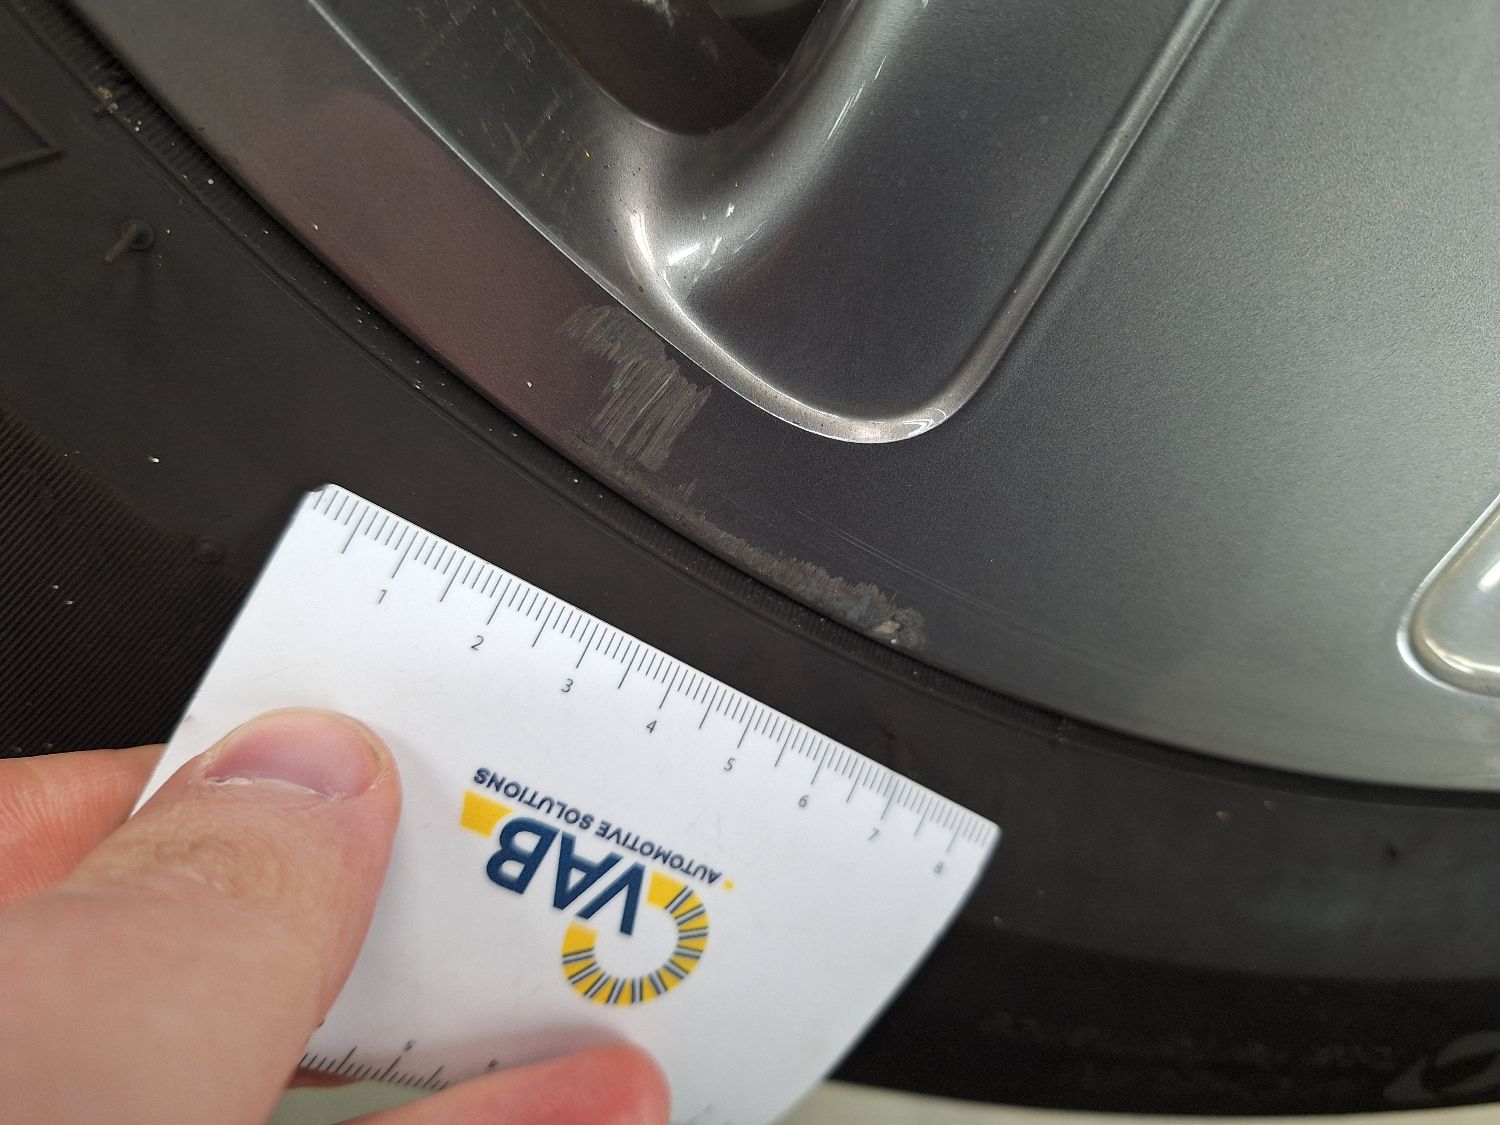 1 2 3 4 5 6 7 8
VAB
AUTOMOTIVE SOLUTIONS